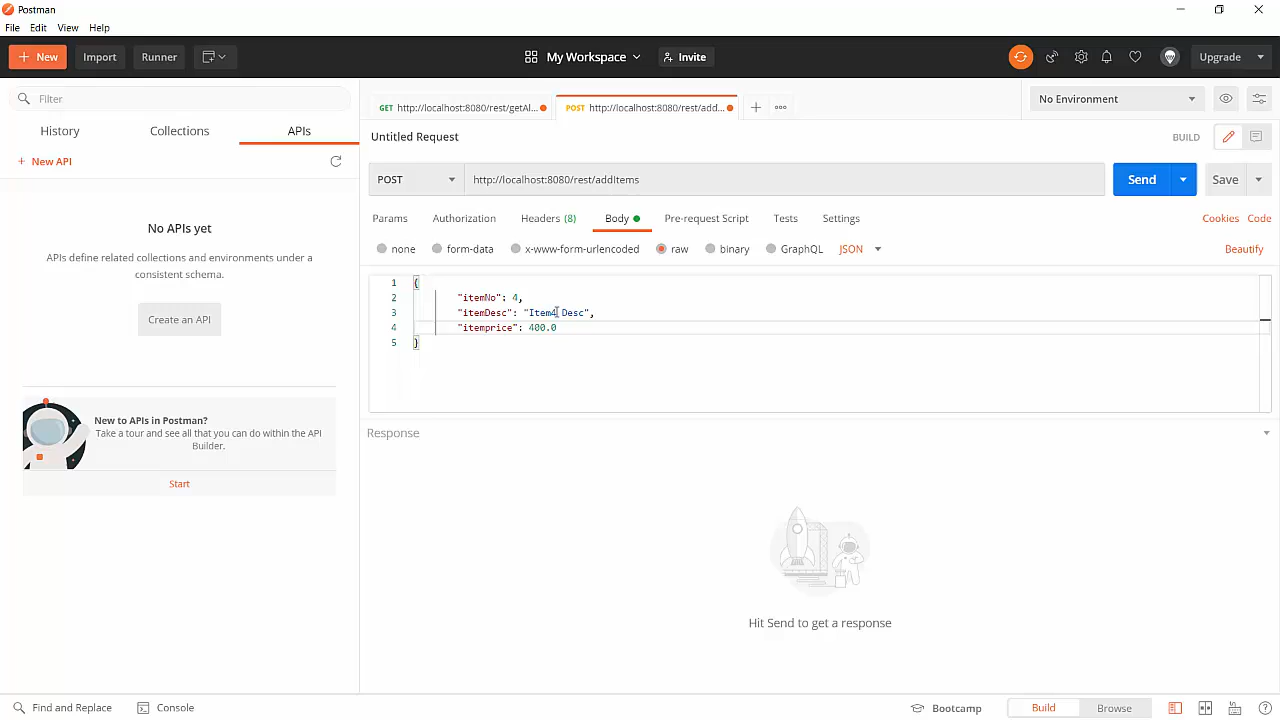 Postman
File Edit View Help
+ New Import Runner My Workspace Invite Upgrade
Filter
History Collections APIs
+ New API
No APIs yet
APIs define related collections and environments under a
consistent schema.
Create an API
New to APIs in Postman?
Take a tour and see all that you can do within the API
Builder.
Start
GET http://localhost:8080/rest/getAl... POST http://localhost:8080/rest/add... + ooo No Environment
Untitled Request BUILD
POST http://localhost:8080/rest/addItems Send Save
Params Authorization Headers (8) Body Pre-request Script Tests Settings Cookies Code
none form-data x-www-form-urlencoded raw binary GraphQL JSON Beautify
1 {
2 "itemNo": 4,
3 "itemDesc": "Item4 Desc",
4 "itemprice": 400.0
5 }
Response
Hit Send to get a response
Find and Replace Console Bootcamp Build Browse ?